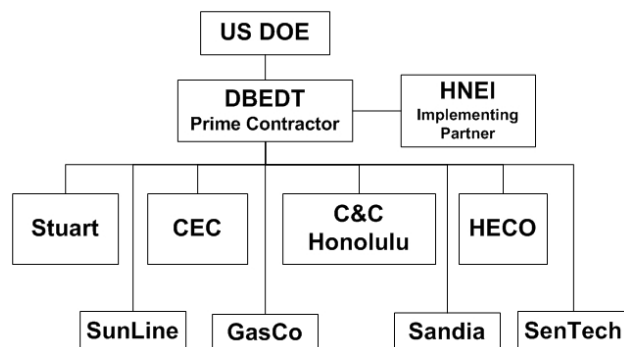 US DOE
DBEDT
Prime Contractor
HNEI
Implementing
Partner
Stuart
CEC
C&C
Honolulu
HECO
SunLine
GasCo
Sandia
SenTech